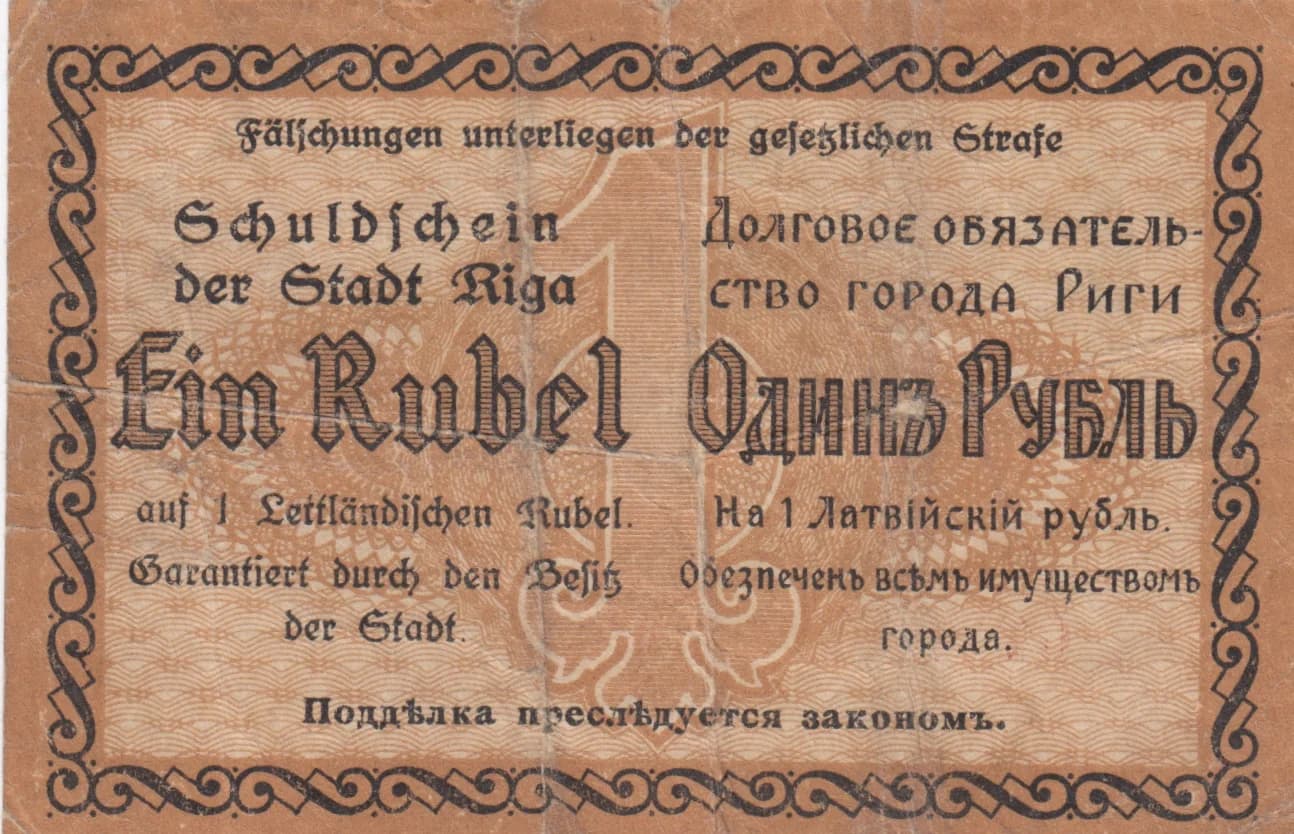 Fälschungen unterliegen der gesetzlichen Strafe
Schuldschein
der Stadt Riga
Ein Rubel
auf 1 Lettländischen Rubel.
Garantiert durch den Besitz
der Stadt.
Долговое обязатель-
ство города Риги
Одинъ Рубль
На 1 Латвійскій рубль.
Обезпеченъ всѣмъ имуществомъ
города.
1
Поддѣлка преслѣдуется закономъ.